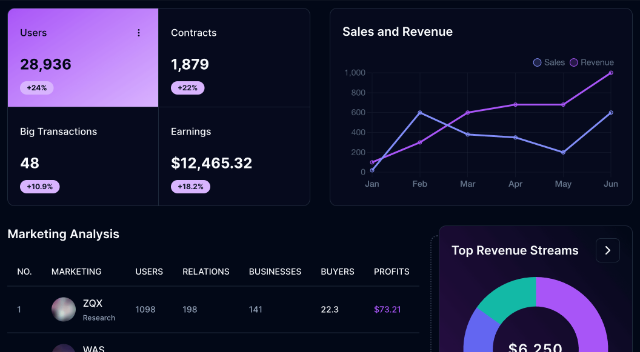 Users
28,936
+24%
Contracts
1,879
+22%
Big Transactions
48
+10.9%
Earnings
$12,465.32
+18.2%
Sales and Revenue
Sales Revenue
1,000
800
600
400
200
0
Jan Feb Mar Apr May Jun
Marketing Analysis
NO. MARKETING USERS RELATIONS BUSINESSES BUYERS PROFITS
1 ZQX 1098 198 141 22.3 $73.21
Research
WAS
Top Revenue Streams
$6,250